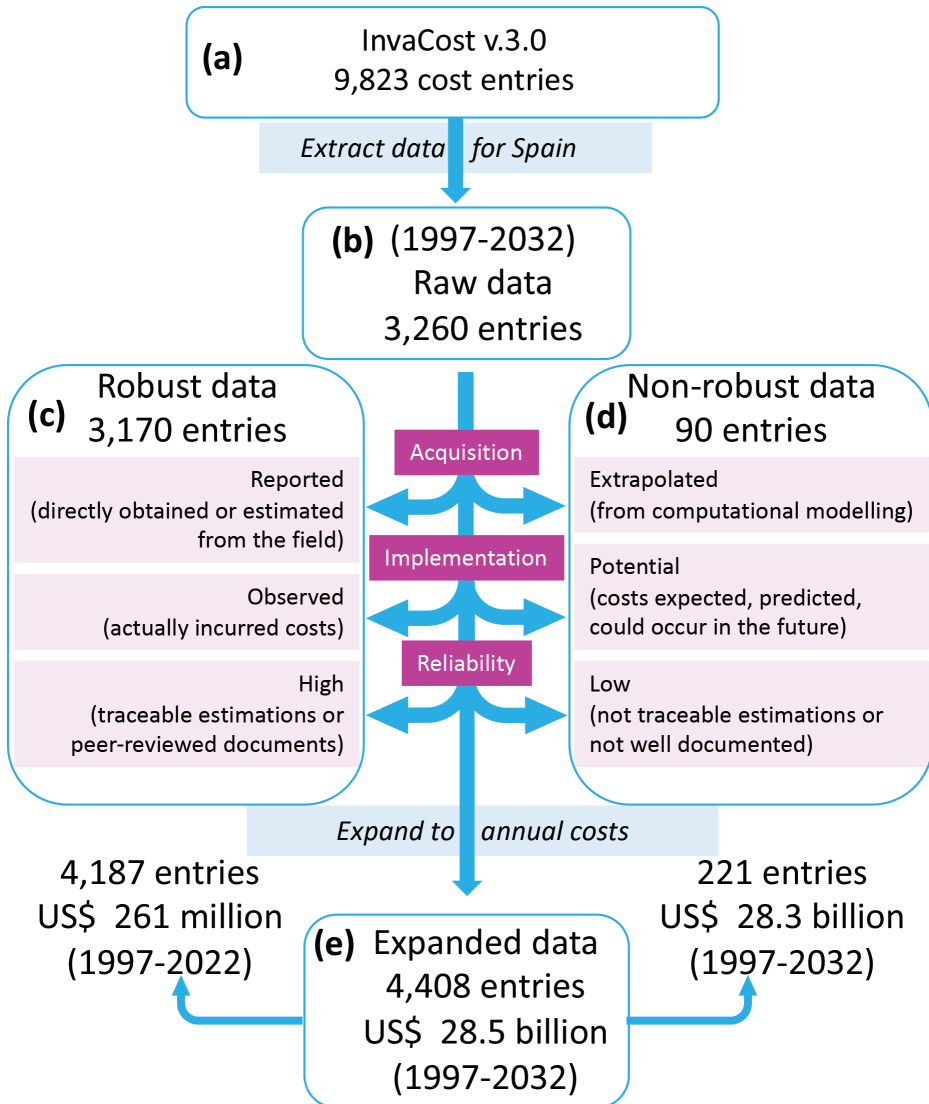 (a)
InvaCost v.3.0
9,823 cost entries
Extract data for Spain
(b) (1997-2032)
Raw data
3,260 entries
(c)
Robust data
3,170 entries
Reported
(directly obtained or estimated
from the field)
Observed
(actually incurred costs)
High
(traceable estimations or
peer-reviewed documents)
Acquisition
Implementation
Reliability
(d)
Non-robust data
90 entries
Extrapolated
(from computational modelling)
Potential
(costs expected, predicted,
could occur in the future)
Low
(not traceable estimations or
not well documented)
Expand to annual costs
4,187 entries
US$ 261 million
(1997-2022)
(e) Expanded data
4,408 entries
US$ 28.5 billion
(1997-2032)
221 entries
US$ 28.3 billion
(1997-2032)